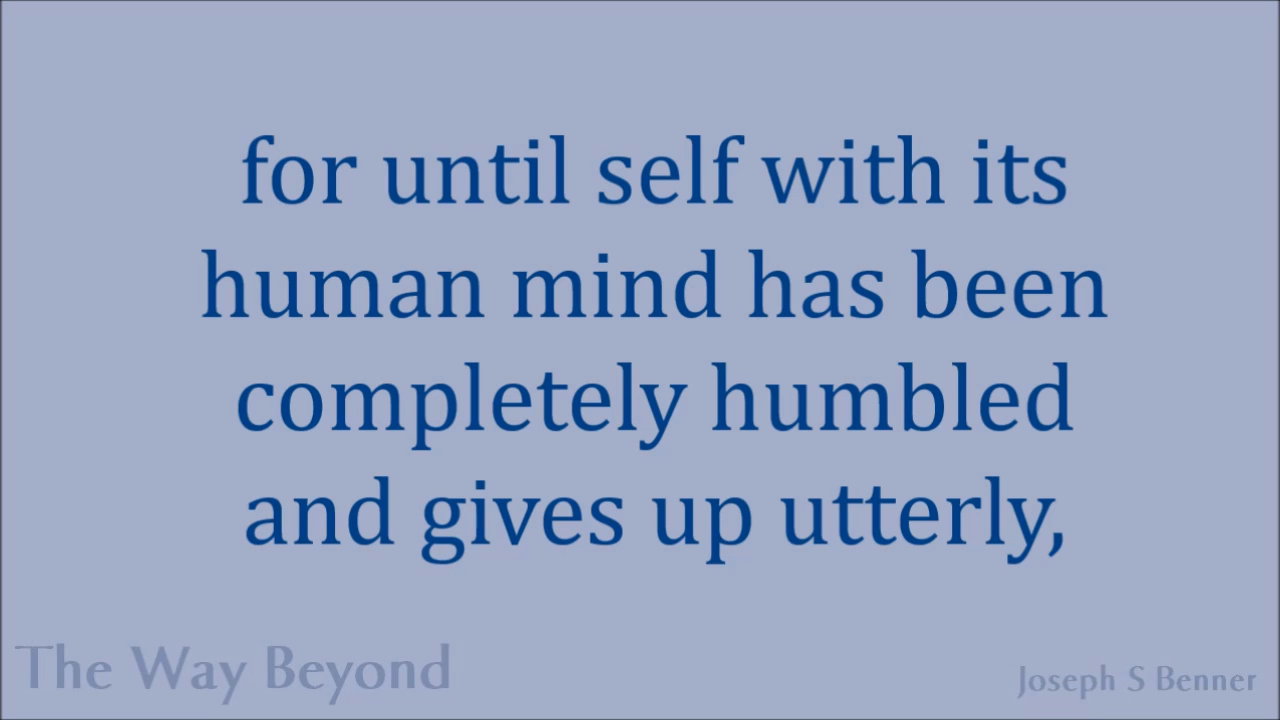 for until self with its
human mind has been
completely humbled
and gives up utterly,
The Way Beyond
Joseph S Benner